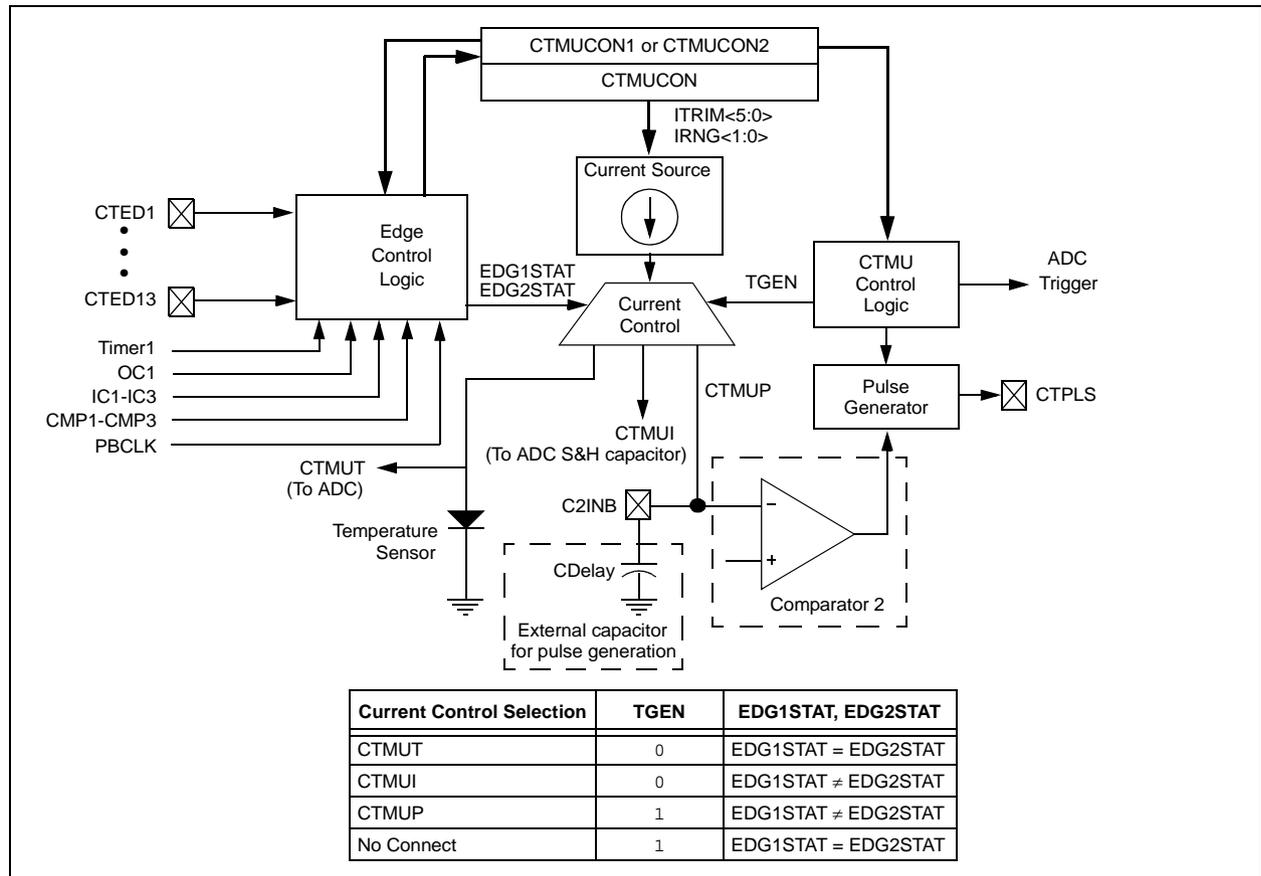 CTMUCON1 or CTMUCON2
CTMUCON
ITRIM<5:0>
IRNG<1:0>
Current Source
CTED1
CTED13
Edge
Control
Logic
EDG1STAT
EDG2STAT
Current
Control
TGEN
CTMU
Control
Logic
ADC
Trigger
Timer1
OC1
IC1-IC3
CMP1-CMP3
PBCLK
CTMUT
(To ADC)
CTMUI
(To ADC S&H capacitor)
CTMUP
Pulse
Generator
CTPLS
Temperature
Sensor
C2INB
CDelay
External capacitor
for pulse generation
−
+
Comparator 2
Current Control Selection TGEN EDG1STAT, EDG2STAT
CTMUT 0 EDG1STAT = EDG2STAT
CTMUI 0 EDG1STAT ≠ EDG2STAT
CTMUP 1 EDG1STAT ≠ EDG2STAT
No Connect 1 EDG1STAT = EDG2STAT